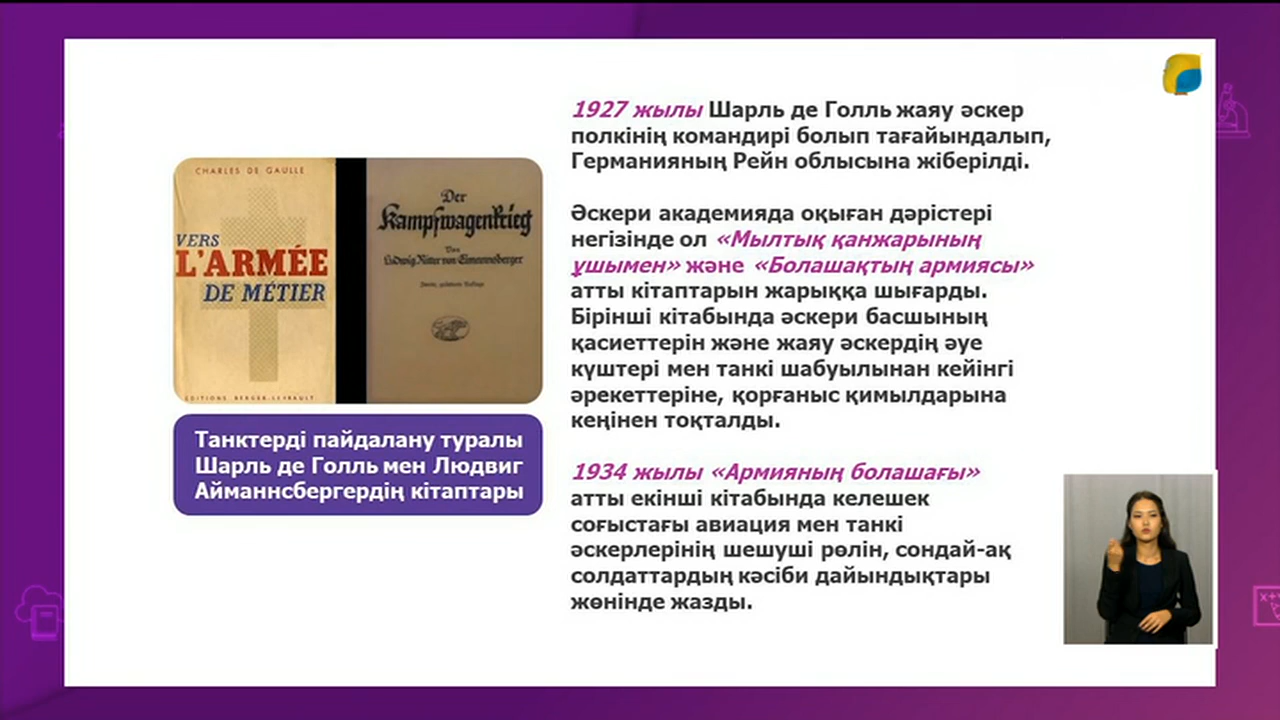 CHARLES DE GAULLE
VERS
L'ARMÉE
DE MÉTIER
EDITIONS BERGER-LEVRAULT
Der
Kampfwagenkrieg
Von
Ludwig Ritter von Eimannsberger
Танктерді пайдалану туралы
Шарль де Голль мен Людвиг
Айманнсбергердің кітаптары
1927 жылы Шарль де Голль жаяу әскер
полкінің командирі болып тағайындалып,
Германияның Рейн облысына жіберілді.
Әскери академияда оқыған дәрістері
негізінде ол «Мылтық қанжарының
ұшымен» және «Болашақтың армиясы»
атты кітаптарын жарыққа шығарды.
Бірінші кітабында әскери басшының
қасиеттерін және жаяу әскердің әуе
күштері мен танкі шабуылынан кейінгі
әрекеттеріне, қорғаныс қимылдарына
кеңінен тоқталды.
1934 жылы «Армияның болашағы»
атты екінші кітабында келешек
соғыстағы авиация мен танкі
әскерлерінің шешуші рөлін, сондай-ақ
солдаттардың кәсіби дайындықтары
жөнінде жазды.